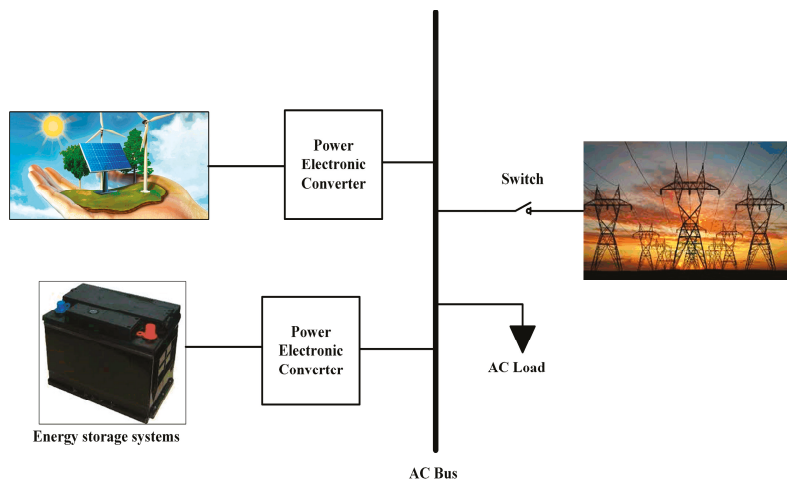 Power
Electronic
Converter
Switch
Power
Electronic
Converter
AC Load
Energy storage systems
AC Bus